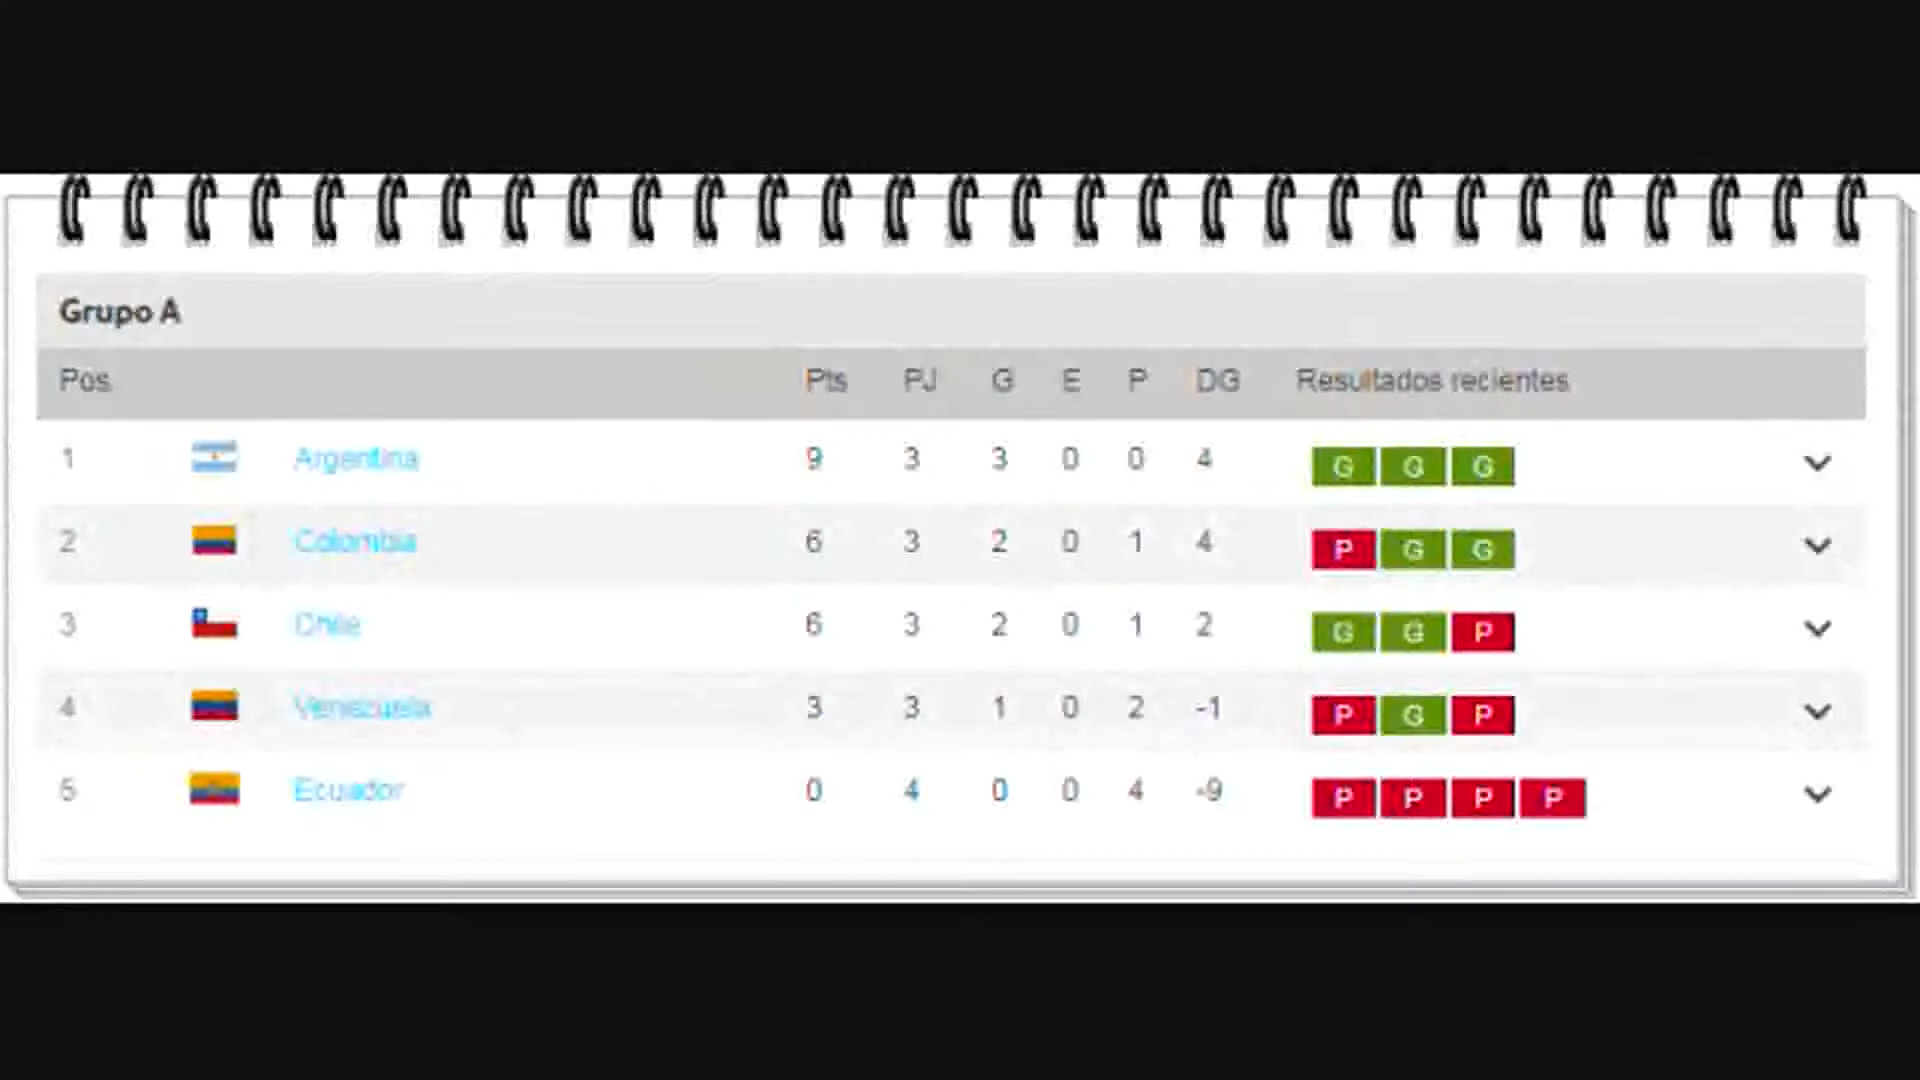 Grupo A
Pos Pts PJ G E P DG Resultados recientes
1 Argentina 9 3 3 0 0 4 G G G
2 Colombia 6 3 2 0 1 4 P G G
3 Chile 6 3 2 0 1 2 G G P
4 Venezuela 3 3 1 0 2 -1 P G P
5 Ecuador 0 4 0 0 4 -9 P P P P